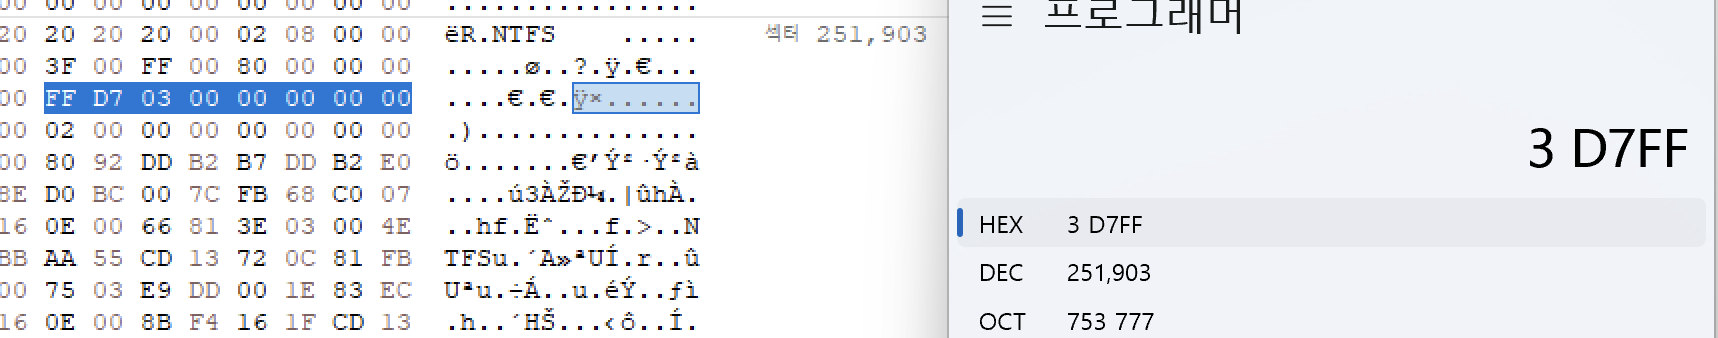 20 20 20 20 00 02 08 00 00 ëR.NTFS    ..... 섹터 251,903
00 3F 00 FF 00 80 00 00 00 .....ø..?.ÿ.€...
00 FF D7 03 00 00 00 00 00 ....€.€.ÿ×......
00 02 00 00 00 00 00 00 00 .)..............
00 80 92 DD B2 B7 DD B2 E0 ö.......€’Ý²·Ý²à
8E D0 BC 00 7C FB 68 C0 07 ....ú3ÀŽÐ¼.|ûhÀ.
16 0E 00 66 81 3E 03 00 4E ..hf.Ëˆ...f.>..N
BB AA 55 CD 13 72 0C 81 FB TFSu.´A»ªUÍ.r..û
00 75 03 E9 DD 00 1E 83 EC Uªu.÷Á..u.éÝ..ƒì
16 0E 00 8B F4 16 1F CD 13 .h..´HŠ...‹ô..Í.
프로그래머
3 D7FF
HEX 3 D7FF
DEC 251,903
OCT 753 777